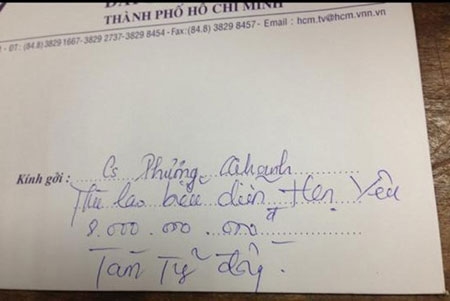 THÀNH PHỐ HỒ CHÍ MINH
- ĐT: (84.8) 3829 1667- 3829 2737-3829 8454 - Fax: (84.8) 3829 8457 - Email : hcm.tv@hcm.vnn.vn
Kính gởi : Cs Phương Thanh
Thù lao biểu diễn Hẹn Yêu
8.000.000.000đ
Tám Tỷ đây.